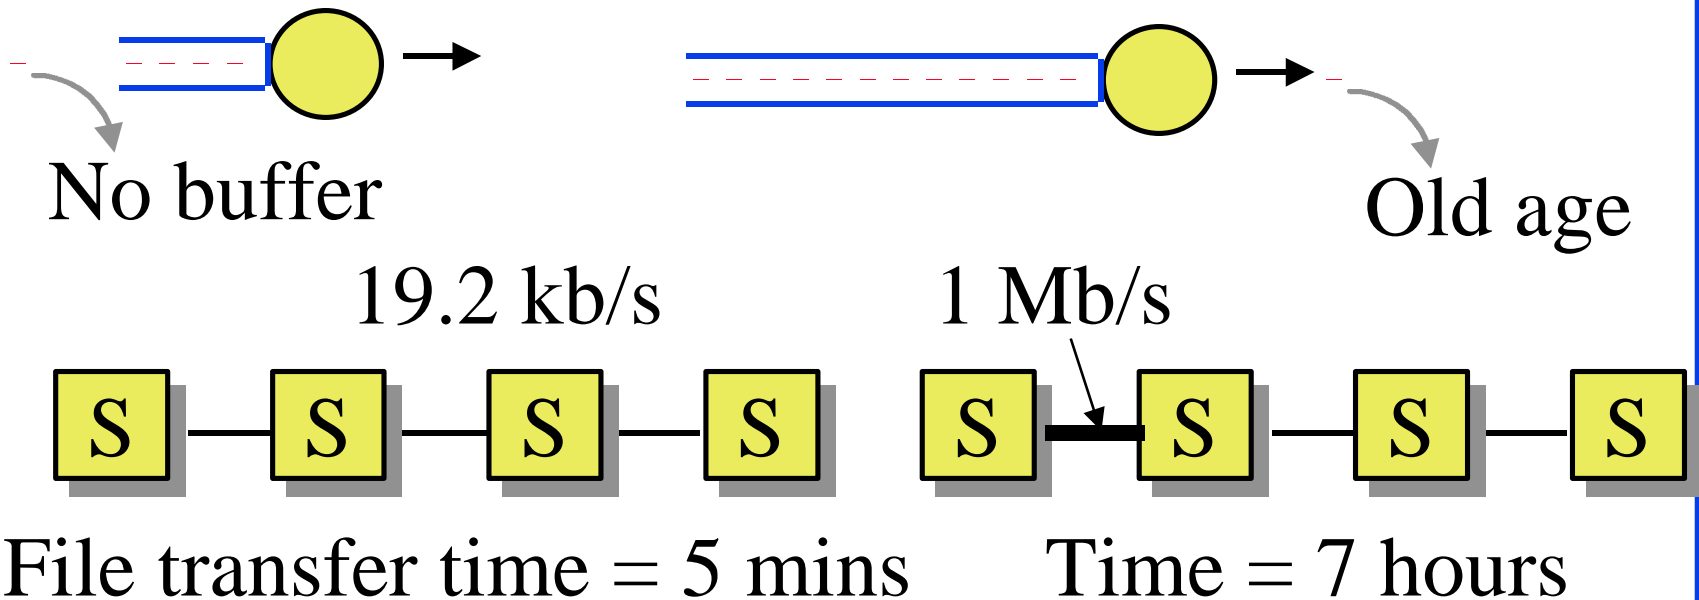 No buffer
Old age
19.2 kb/s
1 Mb/s
S S S S S S S S
File transfer time = 5 mins
Time = 7 hours